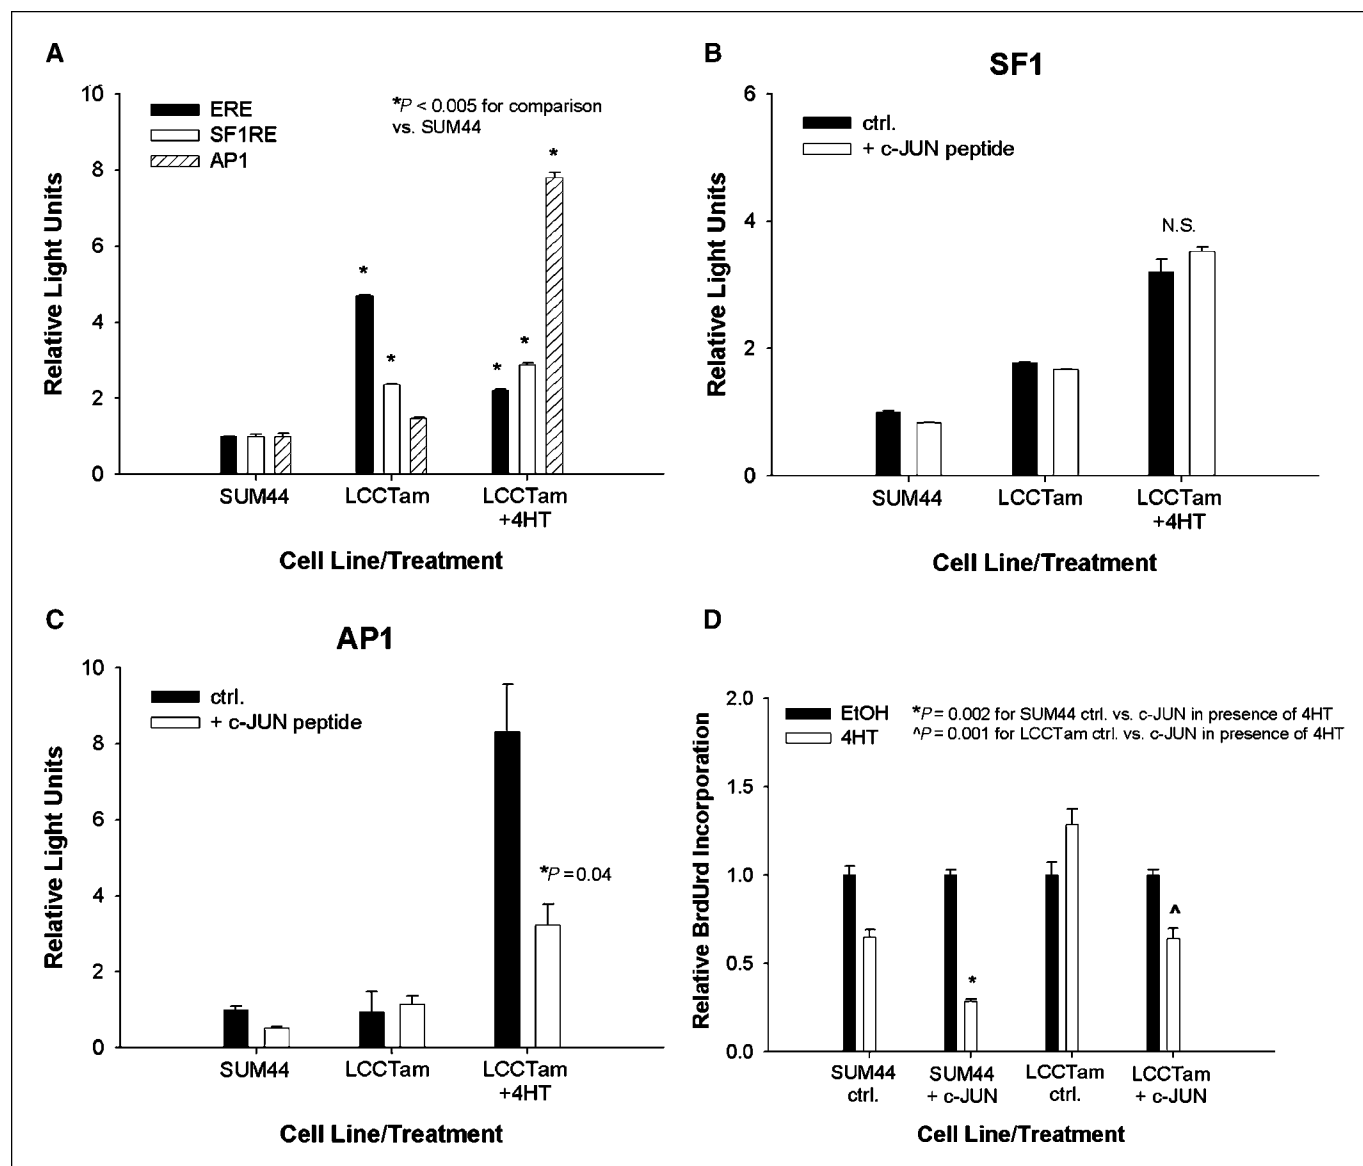 A
10
8
6
4
2
0
Relative Light Units
ERE
SF1RE
AP1
*P < 0.005 for comparison
vs. SUM44
*
*
*
*
*
SUM44
LCCTam
LCCTam
+4HT
Cell Line/Treatment
B
SF1
6
4
2
0
Relative Light Units
ctrl.
+ c-JUN peptide
N.S.
SUM44
LCCTam
LCCTam
+4HT
Cell Line/Treatment
C
AP1
10
8
6
4
2
0
Relative Light Units
ctrl.
+ c-JUN peptide
*P = 0.04
SUM44
LCCTam
LCCTam
+4HT
Cell Line/Treatment
D
2.0
1.5
1.0
0.5
0.0
Relative BrdUrd Incorporation
EtOH
4HT
*P = 0.002 for SUM44 ctrl. vs. c-JUN in presence of 4HT
^P = 0.001 for LCCTam ctrl. vs. c-JUN in presence of 4HT
*
^
SUM44
ctrl.
SUM44
+ c-JUN
LCCTam
ctrl.
LCCTam
+ c-JUN
Cell Line/Treatment